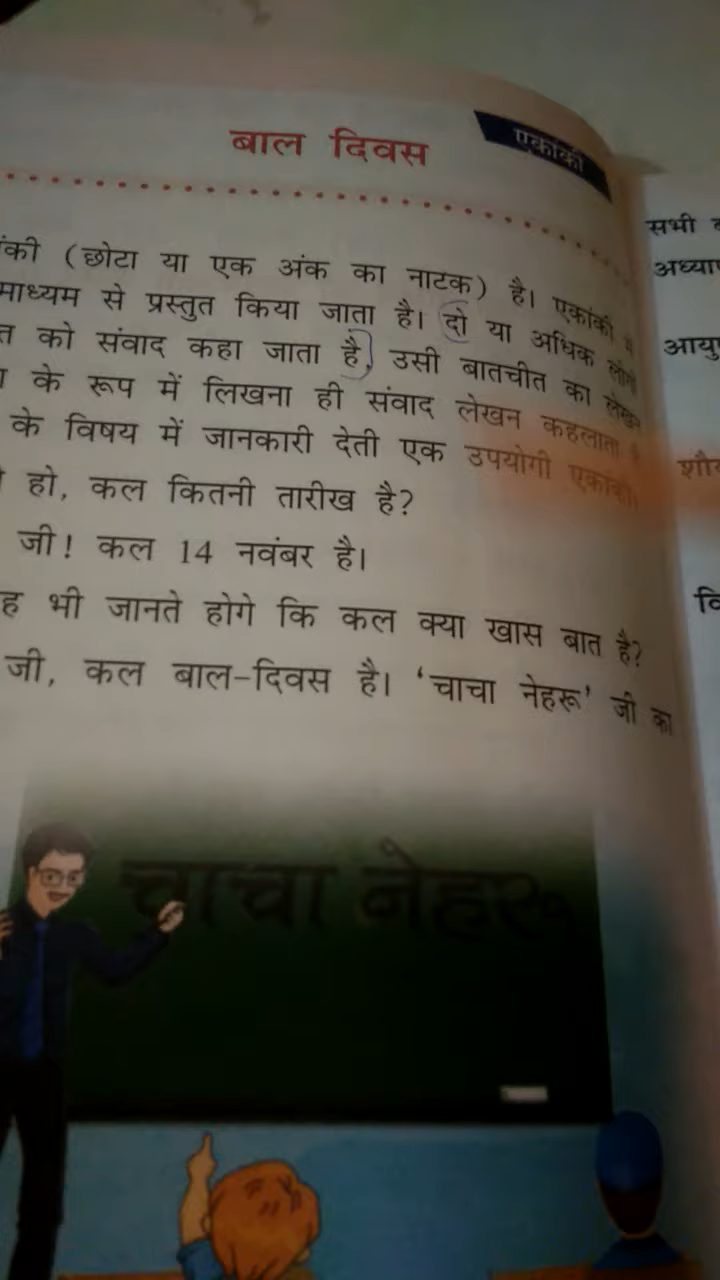 बाल दिवस
एकांकी
ंकी (छोटा या एक अंक का नाटक) है। एकांकी में
माध्यम से प्रस्तुत किया जाता है। दो या अधिक लोगों
त को संवाद कहा जाता है, उसी बातचीत का लेखन
के रूप में लिखना ही संवाद लेखन कहलाता है
के विषय में जानकारी देती एक उपयोगी एकांकी।
हो, कल कितनी तारीख है?
जी! कल 14 नवंबर है।
ह भी जानते होगे कि कल क्या खास बात है?
जी, कल बाल-दिवस है। 'चाचा नेहरू' जी का
चाचा नेहरू
सभी
अध्याप
आयु
शौ
वि